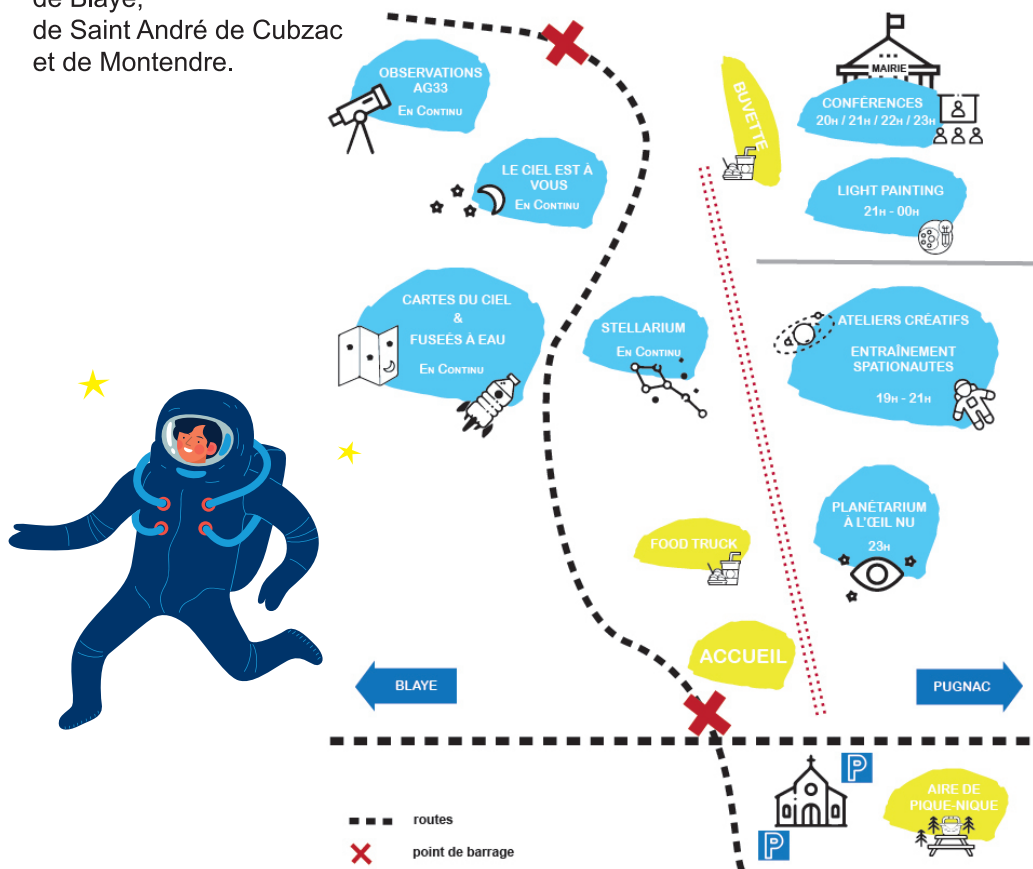 de Blaye,
de Saint André de Cubzac
et de Montendre.
OBSERVATIONS
AG33
EN CONTINU
LE CIEL EST À
VOUS
EN CONTINU
CARTES DU CIEL
&
FUSEÉS À EAU
EN CONTINU
STELLARIUM
EN CONTINU
BUVETTE
MAIRIE
CONFÉRENCES
20H / 21H / 22H / 23H
LIGHT PAINTING
21H - 00H
ATELIERS CRÉATIFS
ENTRAÎNEMENT
SPATIONAUTES
19H - 21H
PLANÉTARIUM
À L'ŒIL NU
23H
FOOD TRUCK
ACCUEIL
BLAYE
PUGNAC
P
AIRE DE
PIQUE-NIQUE
P
routes
point de barrage